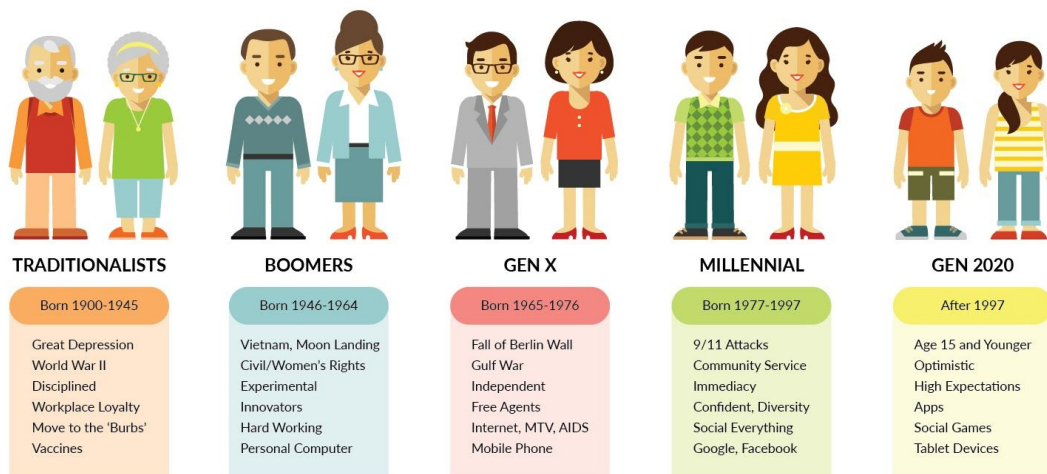 TRADITIONALISTS
Born 1900-1945
Great Depression
World War II
Disciplined
Workplace Loyalty
Move to the ‘Burbs’
Vaccines
BOOMERS
Born 1946-1964
Vietnam, Moon Landing
Civil/Women's Rights
Experimental
Innovators
Hard Working
Personal Computer
GEN X
Born 1965-1976
Fall of Berlin Wall
Gulf War
Independent
Free Agents
Internet, MTV, AIDS
Mobile Phone
MILLENNIAL
Born 1977-1997
9/11 Attacks
Community Service
Immediacy
Confident, Diversity
Social Everything
Google, Facebook
GEN 2020
After 1997
Age 15 and Younger
Optimistic
High Expectations
Apps
Social Games
Tablet Devices